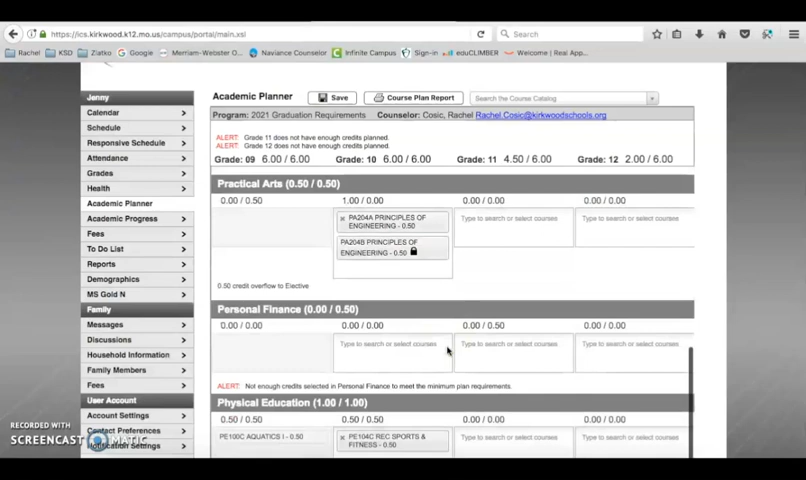 https://ics.kirkwood.k12.mo.us/campus/portal/main.xsl
Search
Rachel KSD Zlatko Google Merriam-Webster O... Naviance Counselor Infinite Campus Sign-in eduCLIMBER Welcome | Real App...
Jenny
Calendar
Schedule
Responsive Schedule
Attendance
Grades
Health
Academic Planner
Academic Progress
Fees
To Do List
Reports
Demographics
MS Gold N
Family
Messages
Discussions
Household Information
Family Members
Fees
User Account
Account Settings
Contact Preferences
Notification Settings
Academic Planner Save Course Plan Report Search the Course Catalog
Program: 2021 Graduation Requirements Counselor: Cosic, Rachel Rachel.Cosic@kirkwoodschools.org
ALERT: Grade 11 does not have enough credits planned.
ALERT: Grade 12 does not have enough credits planned.
Grade: 09 6.00 / 6.00 Grade: 10 6.00 / 6.00 Grade: 11 4.50 / 6.00 Grade: 12 2.00 / 6.00
Practical Arts (0.50 / 0.50)
0.00 / 0.50 1.00 / 0.00 0.00 / 0.00 0.00 / 0.00
x PA204A PRINCIPLES OF
ENGINEERING - 0.50
Type to search or select courses Type to search or select courses
PA204B PRINCIPLES OF
ENGINEERING - 0.50
0.50 credit overflow to Elective
Personal Finance (0.00 / 0.50)
0.00 / 0.00 0.00 / 0.00 0.00 / 0.50 0.00 / 0.00
Type to search or select courses Type to search or select courses Type to search or select courses
ALERT: Not enough credits selected in Personal Finance to meet the minimum plan requirements.
Physical Education (1.00 / 1.00)
0.50 / 0.50 0.50 / 0.50 0.00 / 0.00 0.00 / 0.00
PE100C AQUATICS I - 0.50 x PE104C REC SPORTS &
FITNESS - 0.50
Type to search or select courses Type to search or select courses
RECORDED WITH
SCREENCAST MATIC